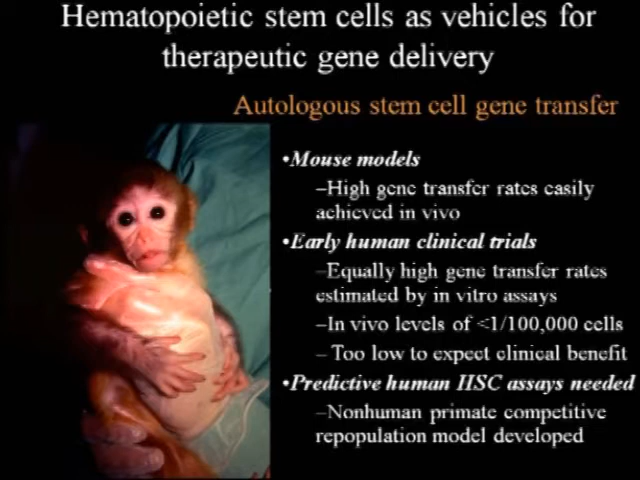 Hematopoietic stem cells as vehicles for
therapeutic gene delivery
Autologous stem cell gene transfer
•Mouse models
–High gene transfer rates easily
achieved in vivo
•Early human clinical trials
–Equally high gene transfer rates
estimated by in vitro assays
–In vivo levels of <1/100,000 cells
– Too low to expect clinical benefit
•Predictive human HSC assays needed
–Nonhuman primate competitive
repopulation model developed